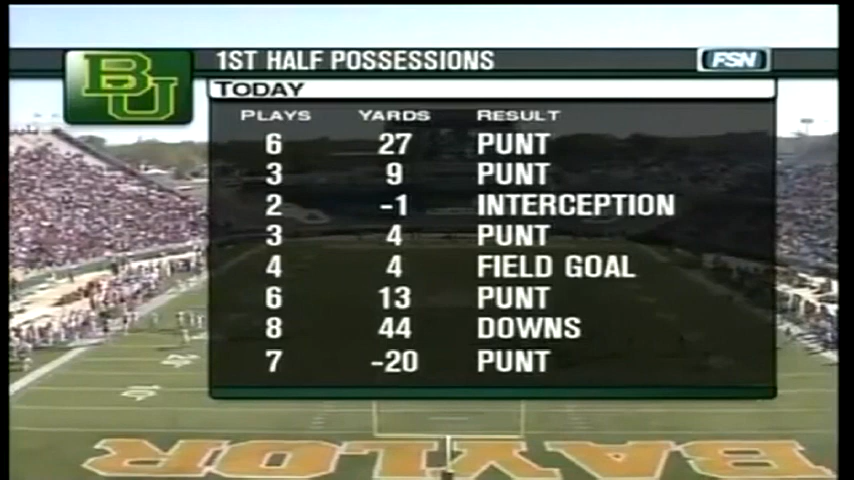 BU
1ST HALF POSSESSIONS
FSN
TODAY
PLAYS YARDS RESULT
6 27 PUNT
3 9 PUNT
2 -1 INTERCEPTION
3 4 PUNT
4 4 FIELD GOAL
6 13 PUNT
8 44 DOWNS
7 -20 PUNT
BAYLOR